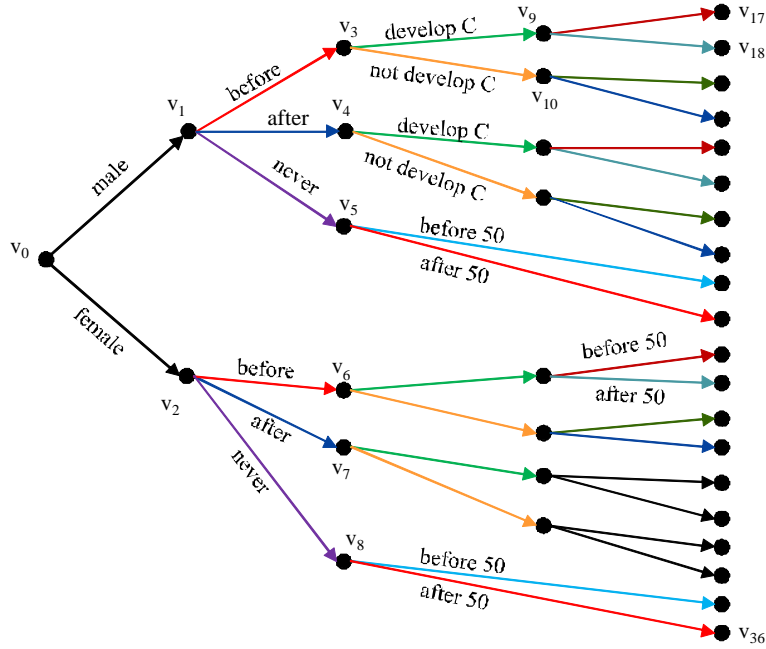 v17
v3
develop C
v9
v18
before
not develop C
v10
v1
after
v4
develop C
male
never
not develop C
v5
before 50
v0
after 50
female
before
v6
before 50
after 50
v2
after
v7
never
v8
before 50
after 50
v36